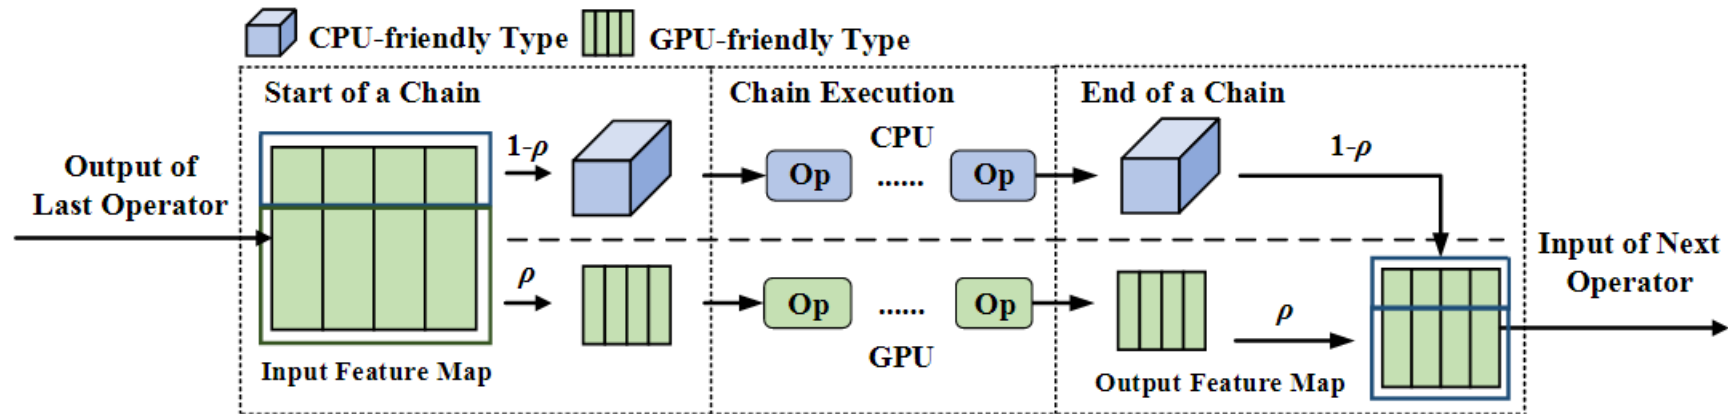 CPU-friendly Type
GPU-friendly Type
Start of a Chain
Chain Execution
End of a Chain
Output of
Last Operator
1-ρ
CPU
Op
......
Op
1-ρ
ρ
Op
......
Op
GPU
ρ
Input Feature Map
Output Feature Map
Input of Next
Operator